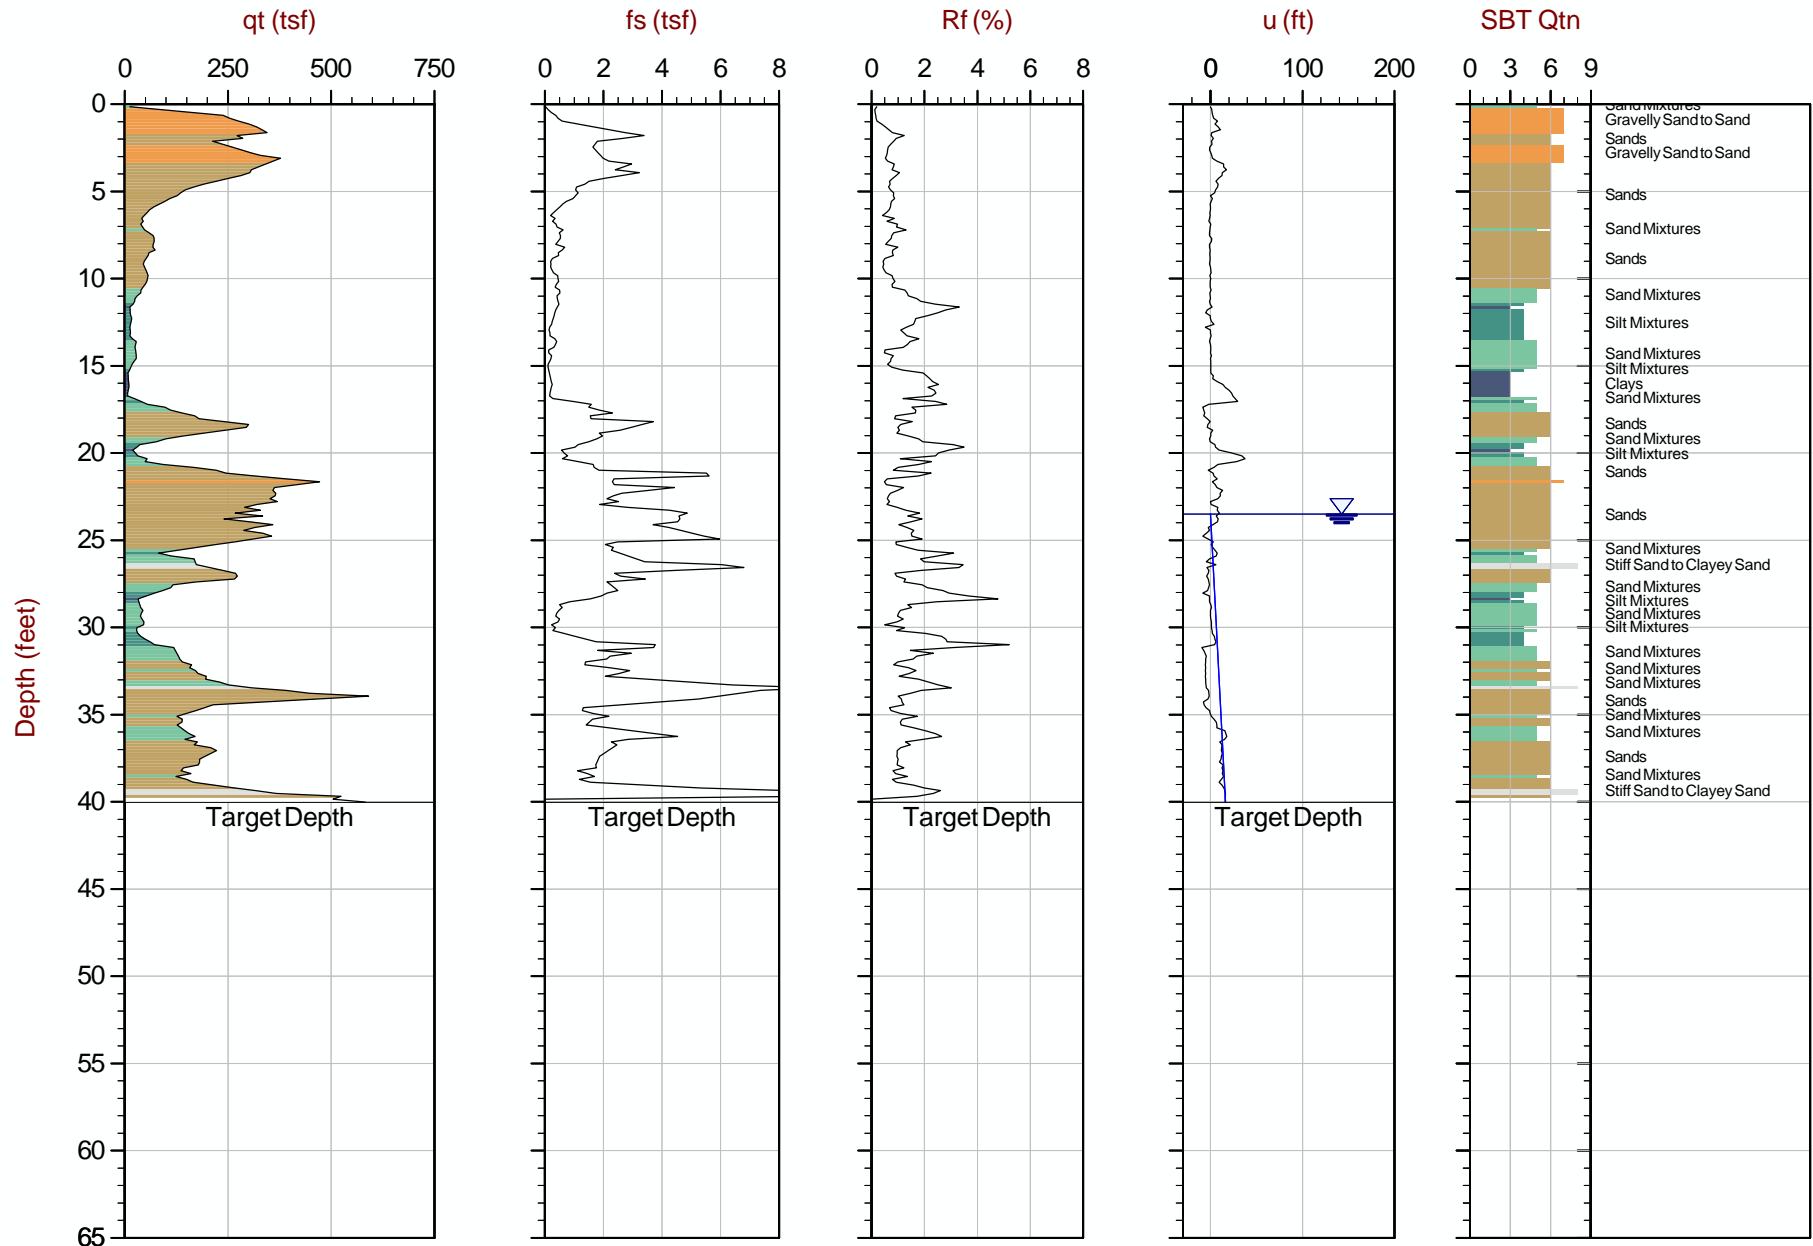 qt (tsf) fs (tsf) Rf (%) u (ft) SBT Qtn
0 250 500 750 0 2 4 6 8 0 2 4 6 8 0 100 200 0 3 6 9
Depth (feet)
0
5
10
15
20
25
30
35
40
45
50
55
60
65
Target Depth Target Depth Target Depth Target Depth
Sand Mixtures
Gravelly Sand to Sand
Sands
Gravelly Sand to Sand
Sands
Sand Mixtures
Sands
Sand Mixtures
Silt Mixtures
Sand Mixtures
Silt Mixtures
Clays
Sand Mixtures
Sands
Sand Mixtures
Silt Mixtures
Sands
Sands
Sand Mixtures
Stiff Sand to Clayey Sand
Sand Mixtures
Silt Mixtures
Sand Mixtures
Silt Mixtures
Sand Mixtures
Sand Mixtures
Sand Mixtures
Sands
Sand Mixtures
Sand Mixtures
Sands
Sand Mixtures
Stiff Sand to Clayey Sand